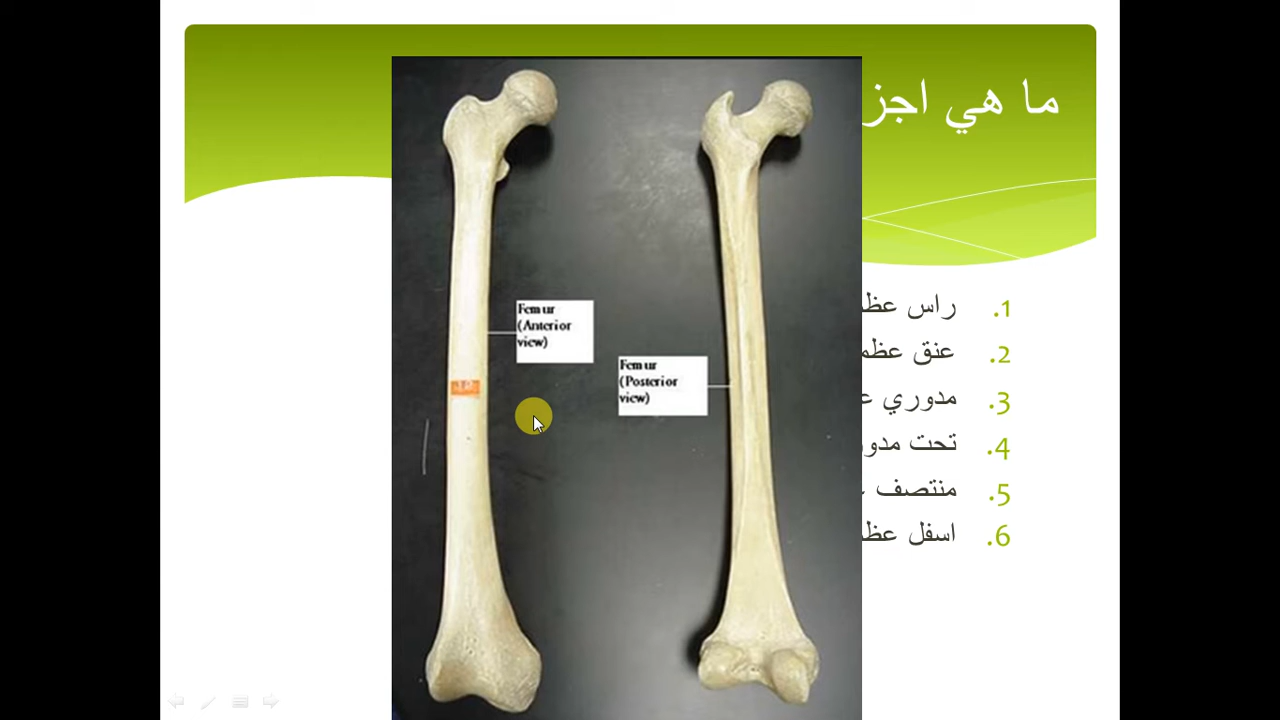 ما هي اجز
1. راس عظ
2. عنق عظم
3. مدوري ع
4. تحت مدور
5. منتصف ع
6. اسفل عظ
Femur
(Anterior
view)
Femur
(Posterior
view)